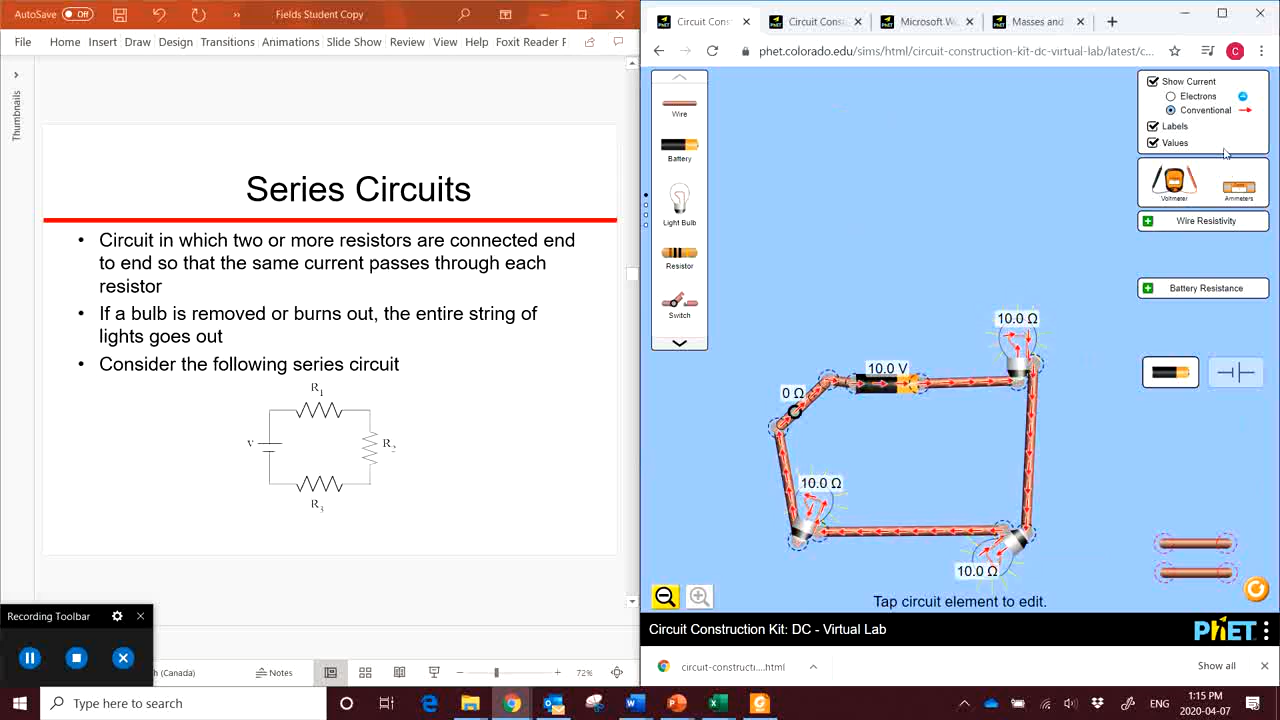 AutoSave Off
Fields Student Copy
File Home Insert Draw Design Transitions Animations Slide Show Review View Help Foxit Reader F
Thumbnails
Series Circuits
• Circuit in which two or more resistors are connected end
to end so that the same current passes through each
resistor
• If a bulb is removed or burns out, the entire string of
lights goes out
• Consider the following series circuit
R1
V
R2
R3
Recording Toolbar
h (Canada)
Notes
72%
Circuit Cons
Circuit Cons
Microsoft Wo
Masses and
phet.colorado.edu/sims/html/circuit-construction-kit-dc-virtual-lab/latest/c...
C
Wire
Battery
Light Bulb
Resistor
Switch
Show Current
Electrons
Conventional
Labels
Values
Voltmeter
Ammeters
Wire Resistivity
Battery Resistance
10.0 Ω
10.0 V
0 Ω
10.0 Ω
10.0 Ω
Tap circuit element to edit.
Circuit Construction Kit: DC - Virtual Lab
PhET
circuit-constructi....html
Show all
Type here to search
ENG
1:15 PM
2020-04-07